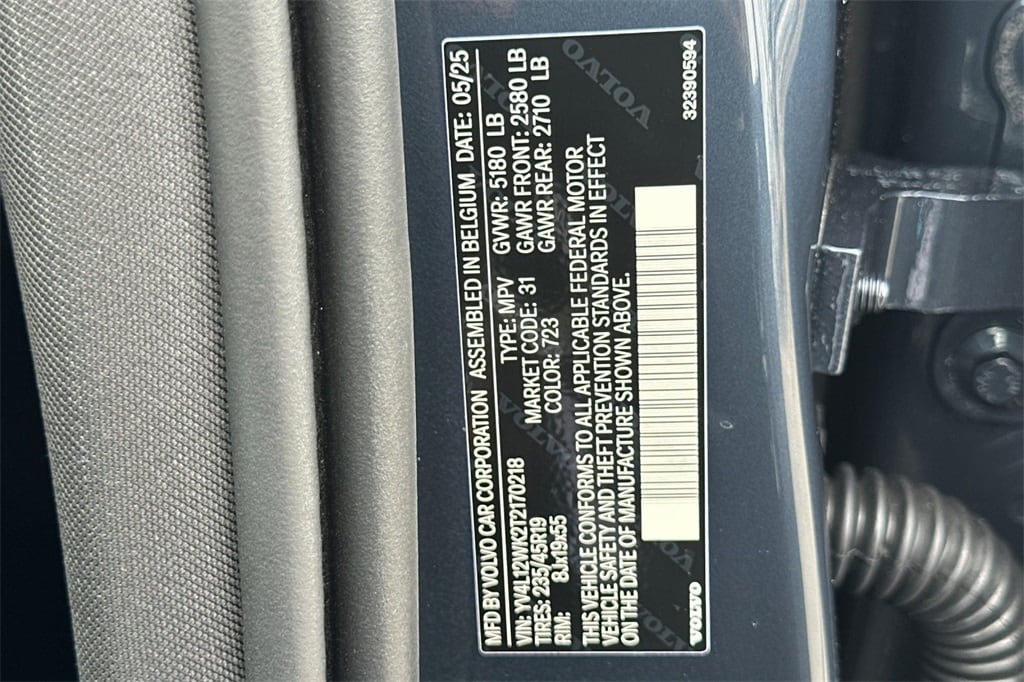 MFD BY VOLVO CAR CORPORATION ASSEMBLED IN BELGIUM DATE: 05/25
VIN: YV4L12WK2T2170218 TYPE: MPV GVWR: 5180 LB
TIRES: 235/45R19 MARKET CODE: 31 GAWR FRONT: 2580 LB
RIM: 8Jx19x55 COLOR: 723 GAWR REAR: 2710 LB
THIS VEHICLE CONFORMS TO ALL APPLICABLE FEDERAL MOTOR
VEHICLE SAFETY AND THEFT PREVENTION STANDARDS IN EFFECT
ON THE DATE OF MANUFACTURE SHOWN ABOVE.
VOLVO 32390594